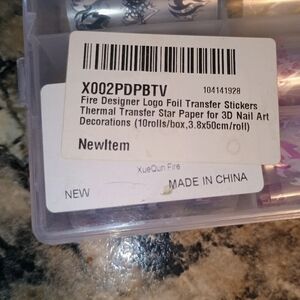 X002PDPBTV 104141928
Fire Designer Logo Foil Transfer Stickers
Thermal Transfer Star Paper for 3D Nail Art
Decorations (10rolls/box,3.8x50cm/roll)
NewItem
XueQun Fire
NEW MADE IN CHINA